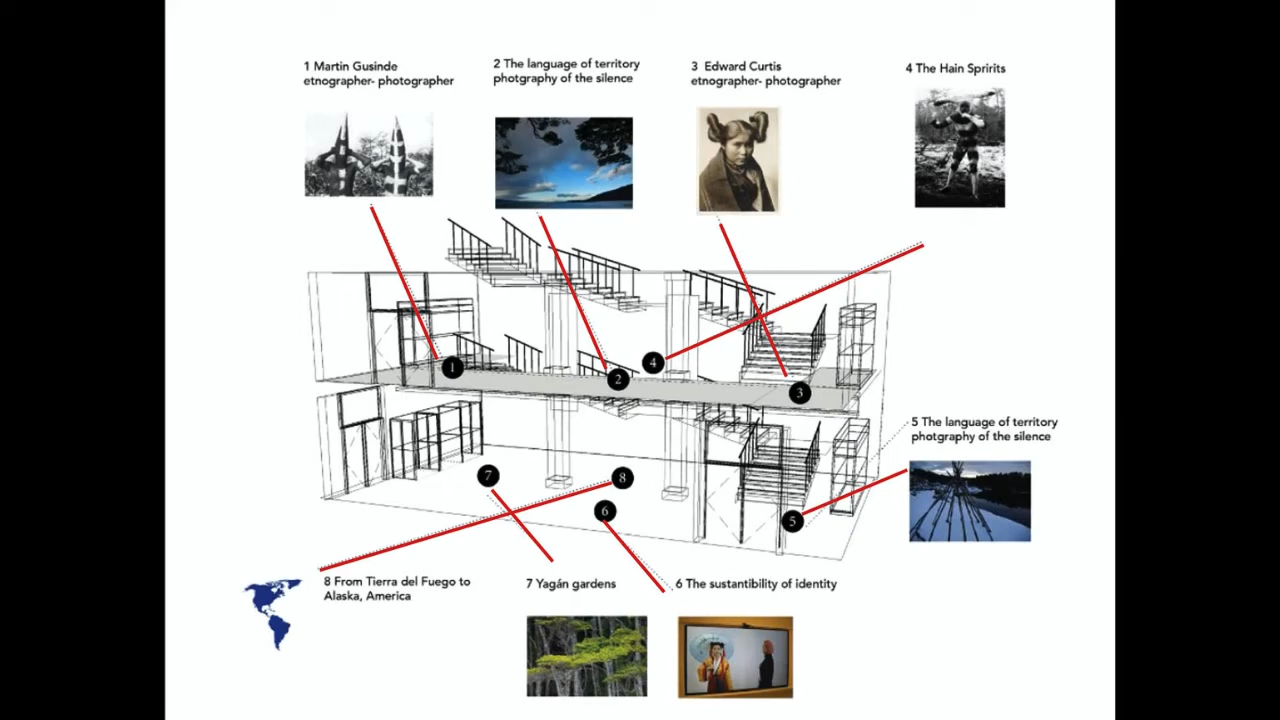 1 Martin Gusinde
etnographer- photographer
2 The language of territory
photgraphy of the silence
3 Edward Curtis
etnographer- photographer
4 The Hain Spririts
1
2
4
3
5 The language of territory
photgraphy of the silence
7
8
6
5
8 From Tierra del Fuego to
Alaska, America
7 Yagán gardens
6 The sustantibility of identity